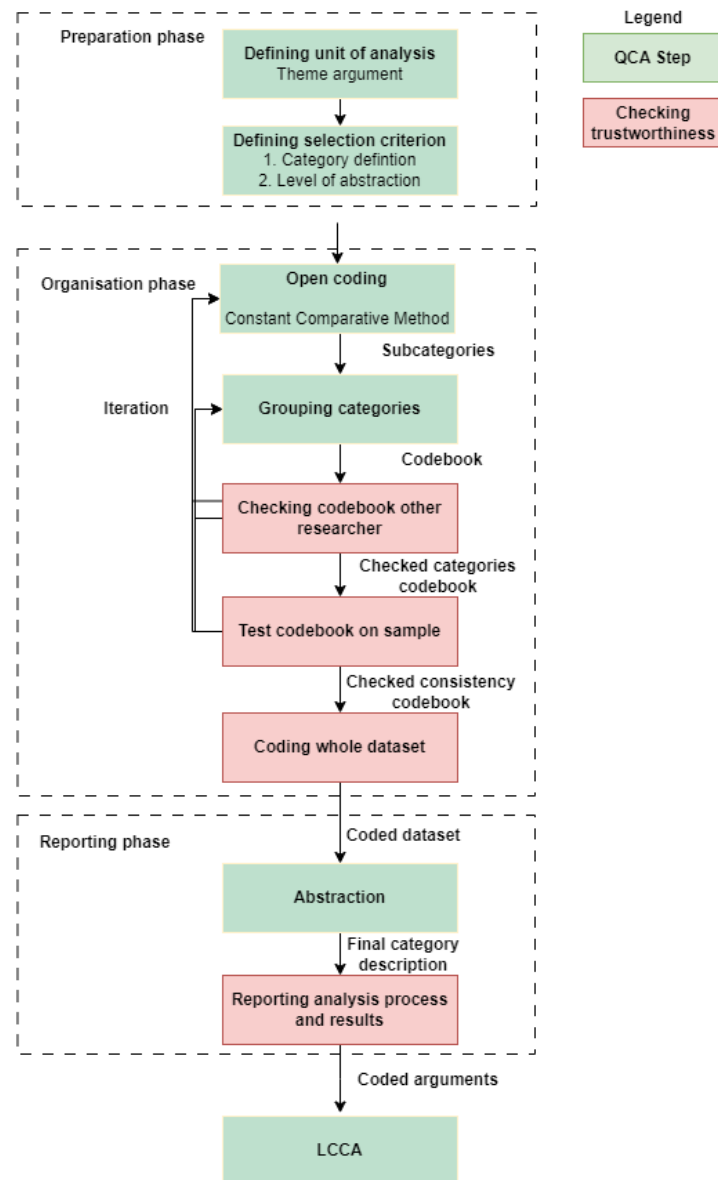 Legend
Preparation phase
Defining unit of analysis
Theme argument
QCA Step
Checking
trustworthiness
Defining selection criterion
1. Category defintion
2. Level of abstraction
Organisation phase
Open coding
Constant Comparative Method
Subcategories
Iteration
Grouping categories
Codebook
Checking codebook other
researcher
Checked categories
codebook
Test codebook on sample
Checked consistency
codebook
Coding whole dataset
Reporting phase
Coded dataset
Abstraction
Final category
description
Reporting analysis process
and results
Coded arguments
LCCA